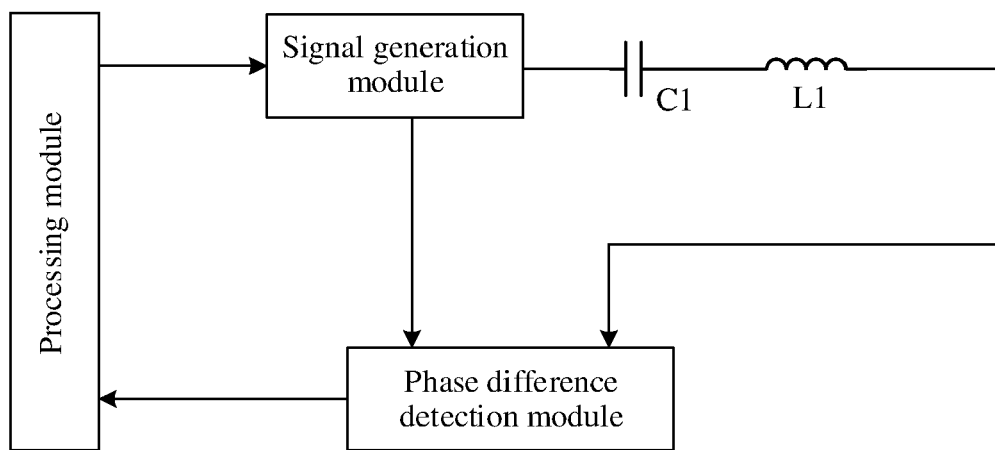 Signal generation
module
C1
L1
Processing module
Phase difference
detection module